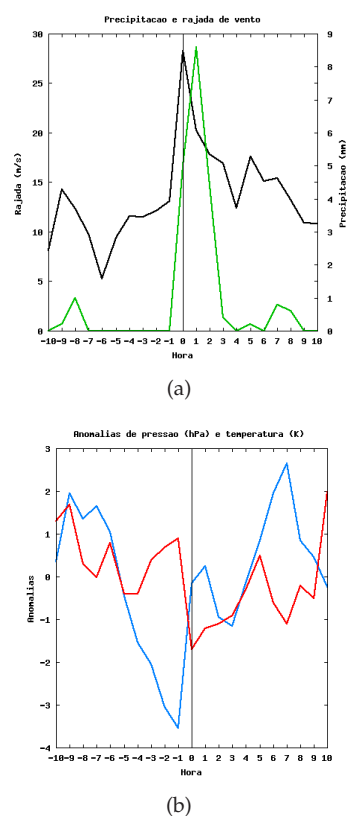 Precipitacao e rajada de vento
30
25
20
15
10
5
0
Rajada (m/s)
9
8
7
6
5
4
3
2
1
0
Precipitacao (mm)
-10 -9 -8 -7 -6 -5 -4 -3 -2 -1 0 1 2 3 4 5 6 7 8 9 10
Hora
(a)
Anomalias de pressao (hPa) e temperatura (K)
3
2
1
0
-1
-2
-3
-4
Anomalias
-10 -9 -8 -7 -6 -5 -4 -3 -2 -1 0 1 2 3 4 5 6 7 8 9 10
Hora
(b)